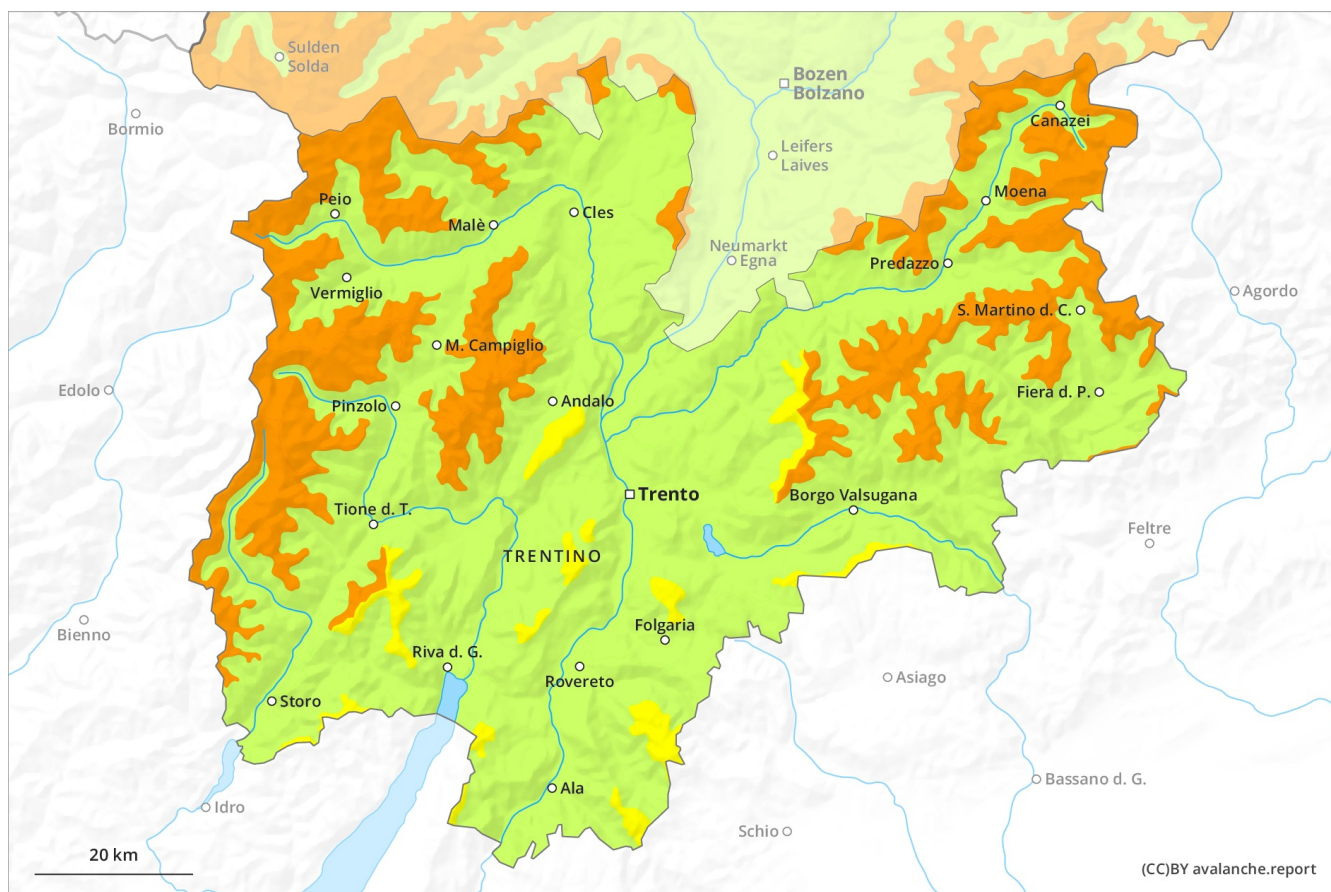 Sulden
Solda
Bozen
Bolzano
Bormio
Canazei
Leifers
Laives
Peio
Moena
Cles
Malè
Neumarkt
Egna
Predazzo
Vermiglio
Agordo
S. Martino d. C.
M. Campiglio
Edolo
Fiera d. P.
Andalo
Pinzolo
Trento
Borgo Valsugana
Tione d. T.
Feltre
TRENTINO
Bienno
Folgaria
Riva d. G.
Rovereto
Asiago
Storo
Bassano d. G.
Ala
Idro
Schio
20 km
(CC)BY avalanche.report